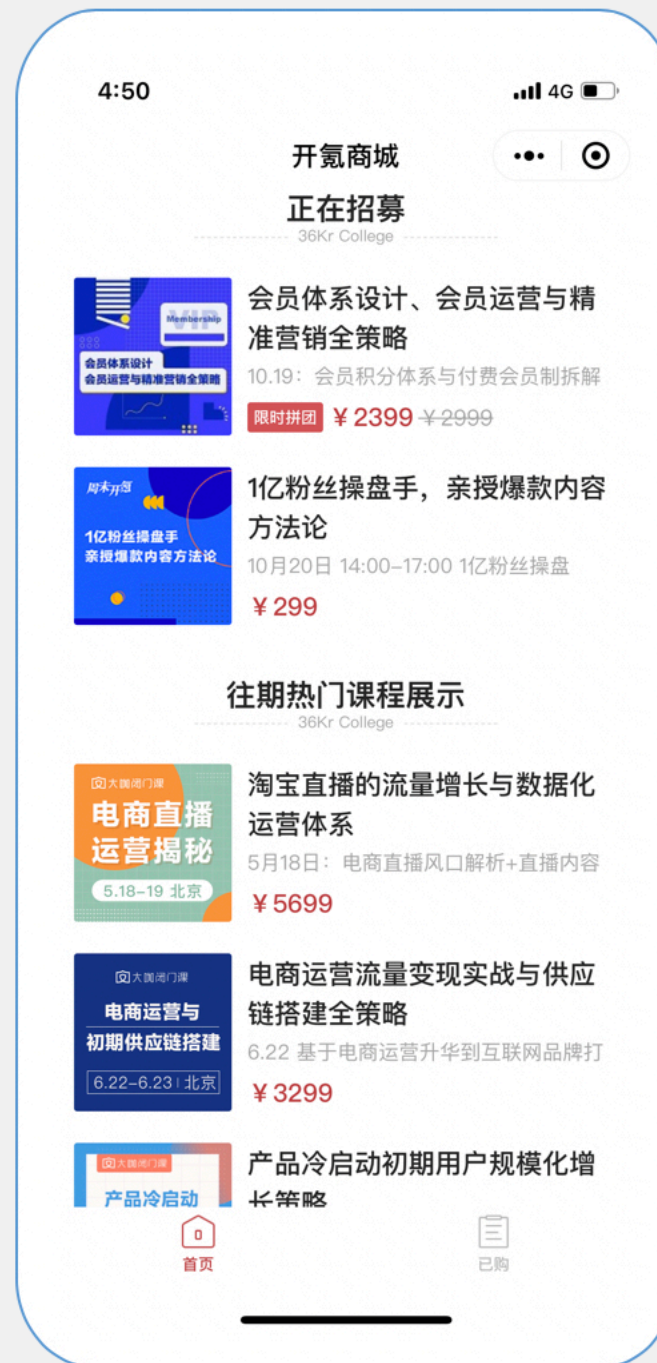 4:50
4G
开氪商城
正在招募
36Kr College
Membership
VIP
会员体系设计
会员运营与精准营销全策略
会员体系设计、会员运营与精
准营销全策略
10.19：会员积分体系与付费会员制拆解
限时拼团 ¥2399 ¥2999
周末开氪
1亿粉丝操盘手
亲授爆款内容方法论
1亿粉丝操盘手，亲授爆款内容
方法论
10月20日 14:00-17:00 1亿粉丝操盘
¥299
往期热门课程展示
36Kr College
大咖闭门课
电商直播
运营揭秘
5.18-19 北京
淘宝直播的流量增长与数据化
运营体系
5月18日：电商直播风口解析+直播内容
¥5699
大咖闭门课
电商运营与
初期供应链搭建
6.22-6.23 | 北京
电商运营流量变现实战与供应
链搭建全策略
6.22 基于电商运营升华到互联网品牌打
¥3299
大咖闭门课
产品冷启动
产品冷启动初期用户规模化增
长策略
首页
已购